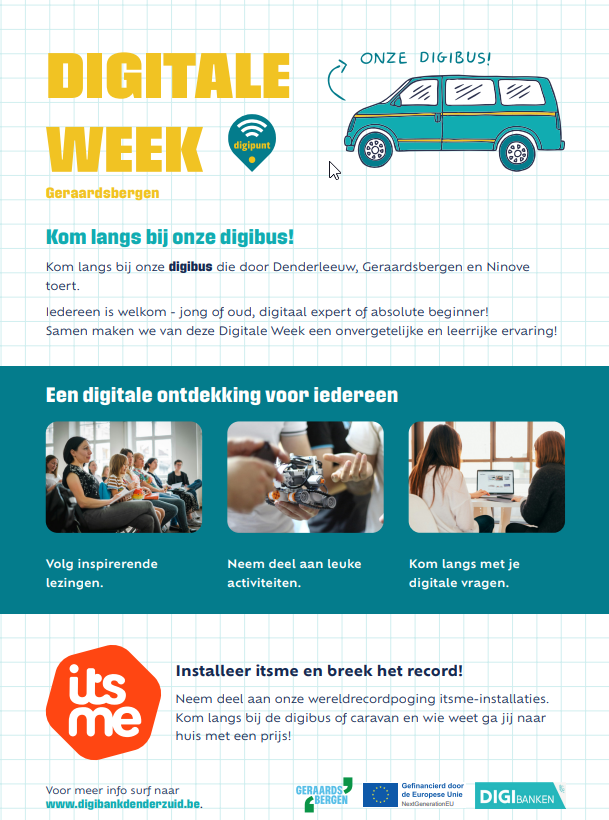 DIGITALE
WEEK
digipunt
Geraardsbergen
ONZE DIGIBUS!
Kom langs bij onze digibus!
Kom langs bij onze digibus die door Denderleeuw, Geraardsbergen en Ninove
toert.
Iedereen is welkom - jong of oud, digitaal expert of absolute beginner!
Samen maken we van deze Digitale Week een onvergetelijke en leerrijke ervaring!
Een digitale ontdekking voor iedereen
Volg inspirerende
lezingen.
Neem deel aan leuke
activiteiten.
Kom langs met je
digitale vragen.
its
me
Installeer itsme en breek het record!
Neem deel aan onze wereldrecordpoging itsme-installaties.
Kom langs bij de digibus of caravan en wie weet ga jij naar
huis met een prijs!
Voor meer info surf naar
www.digibankdenderzuid.be.
GERAARDS
BERGEN
Gefinancierd door
de Europese Unie
NextGenerationEU
DIGIBANKEN